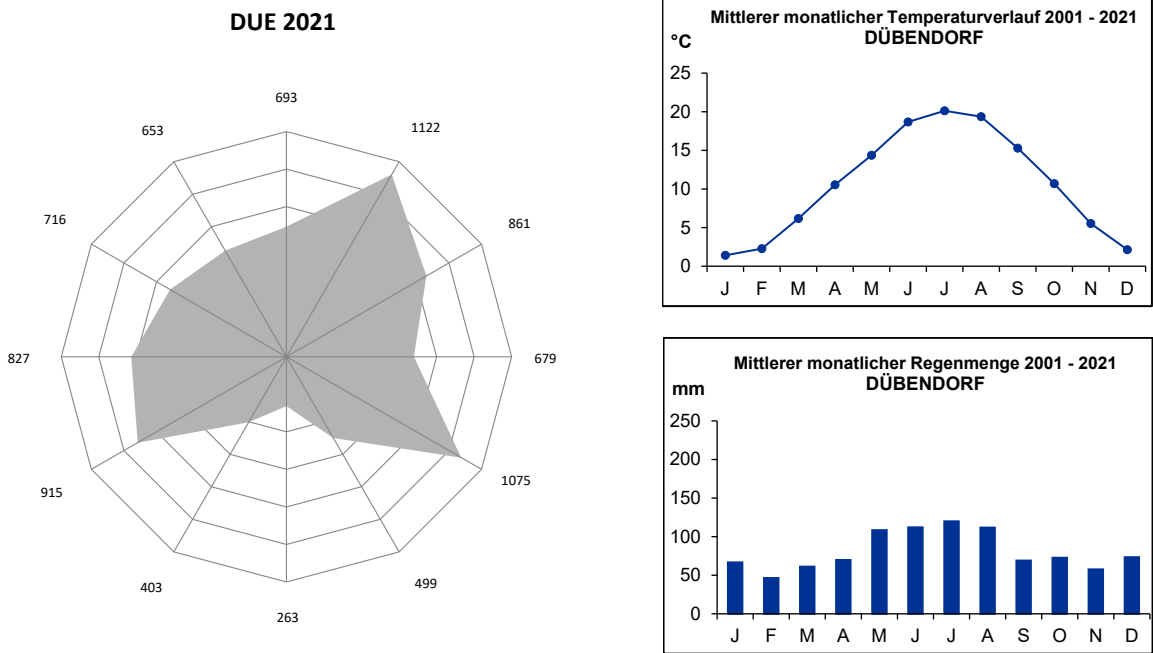 DUE 2021
693
1122
861
679
1075
499
263
403
915
827
716
653
Mittlerer monatlicher Temperaturverlauf 2001 - 2021
DÜBENDORF
°C
25
20
15
10
5
0
J F M A M J J A S O N D
Mittlerer monatlicher Regenmenge 2001 - 2021
DÜBENDORF
mm
250
200
150
100
50
0
J F M A M J J A S O N D